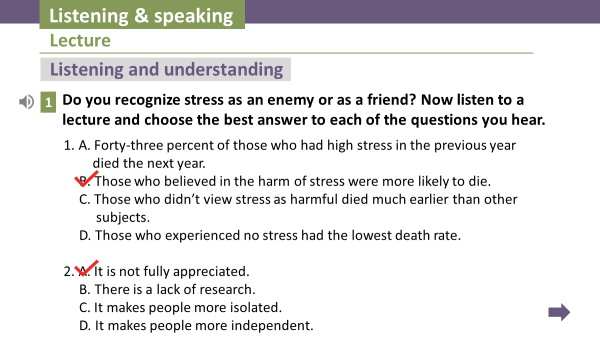 Listening & speaking
Lecture
Listening and understanding
1 Do you recognize stress as an enemy or as a friend? Now listen to a
lecture and choose the best answer to each of the questions you hear.
1. A. Forty-three percent of those who had high stress in the previous year
died the next year.
B. Those who believed in the harm of stress were more likely to die.
C. Those who didn't view stress as harmful died much earlier than other
subjects.
D. Those who experienced no stress had the lowest death rate.
2. A. It is not fully appreciated.
B. There is a lack of research.
C. It makes people more isolated.
D. It makes people more independent.